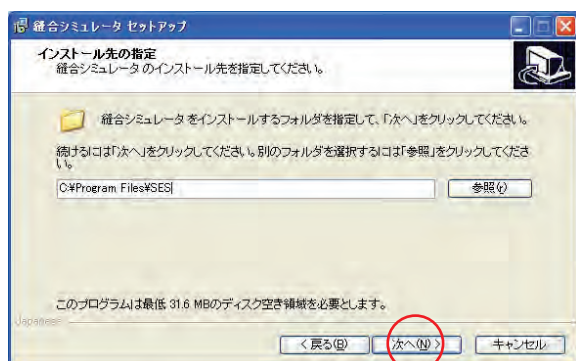 縫合シミュレータ セットアップ
インストール先の指定
縫合シミュレータのインストール先を指定してください。
縫合シミュレータをインストールするフォルダを指定して、「次へ」をクリックしてください。
続けるには「次へ」をクリックしてください。別のフォルダを選択するには「参照」をクリックしてくださ
い。
C:¥Program Files¥SES
参照(r)
このプログラムは最低 31.6 MBのディスク空き領域を必要とします。
Japanese
< 戻る(B)
次へ(N) >
キャンセル